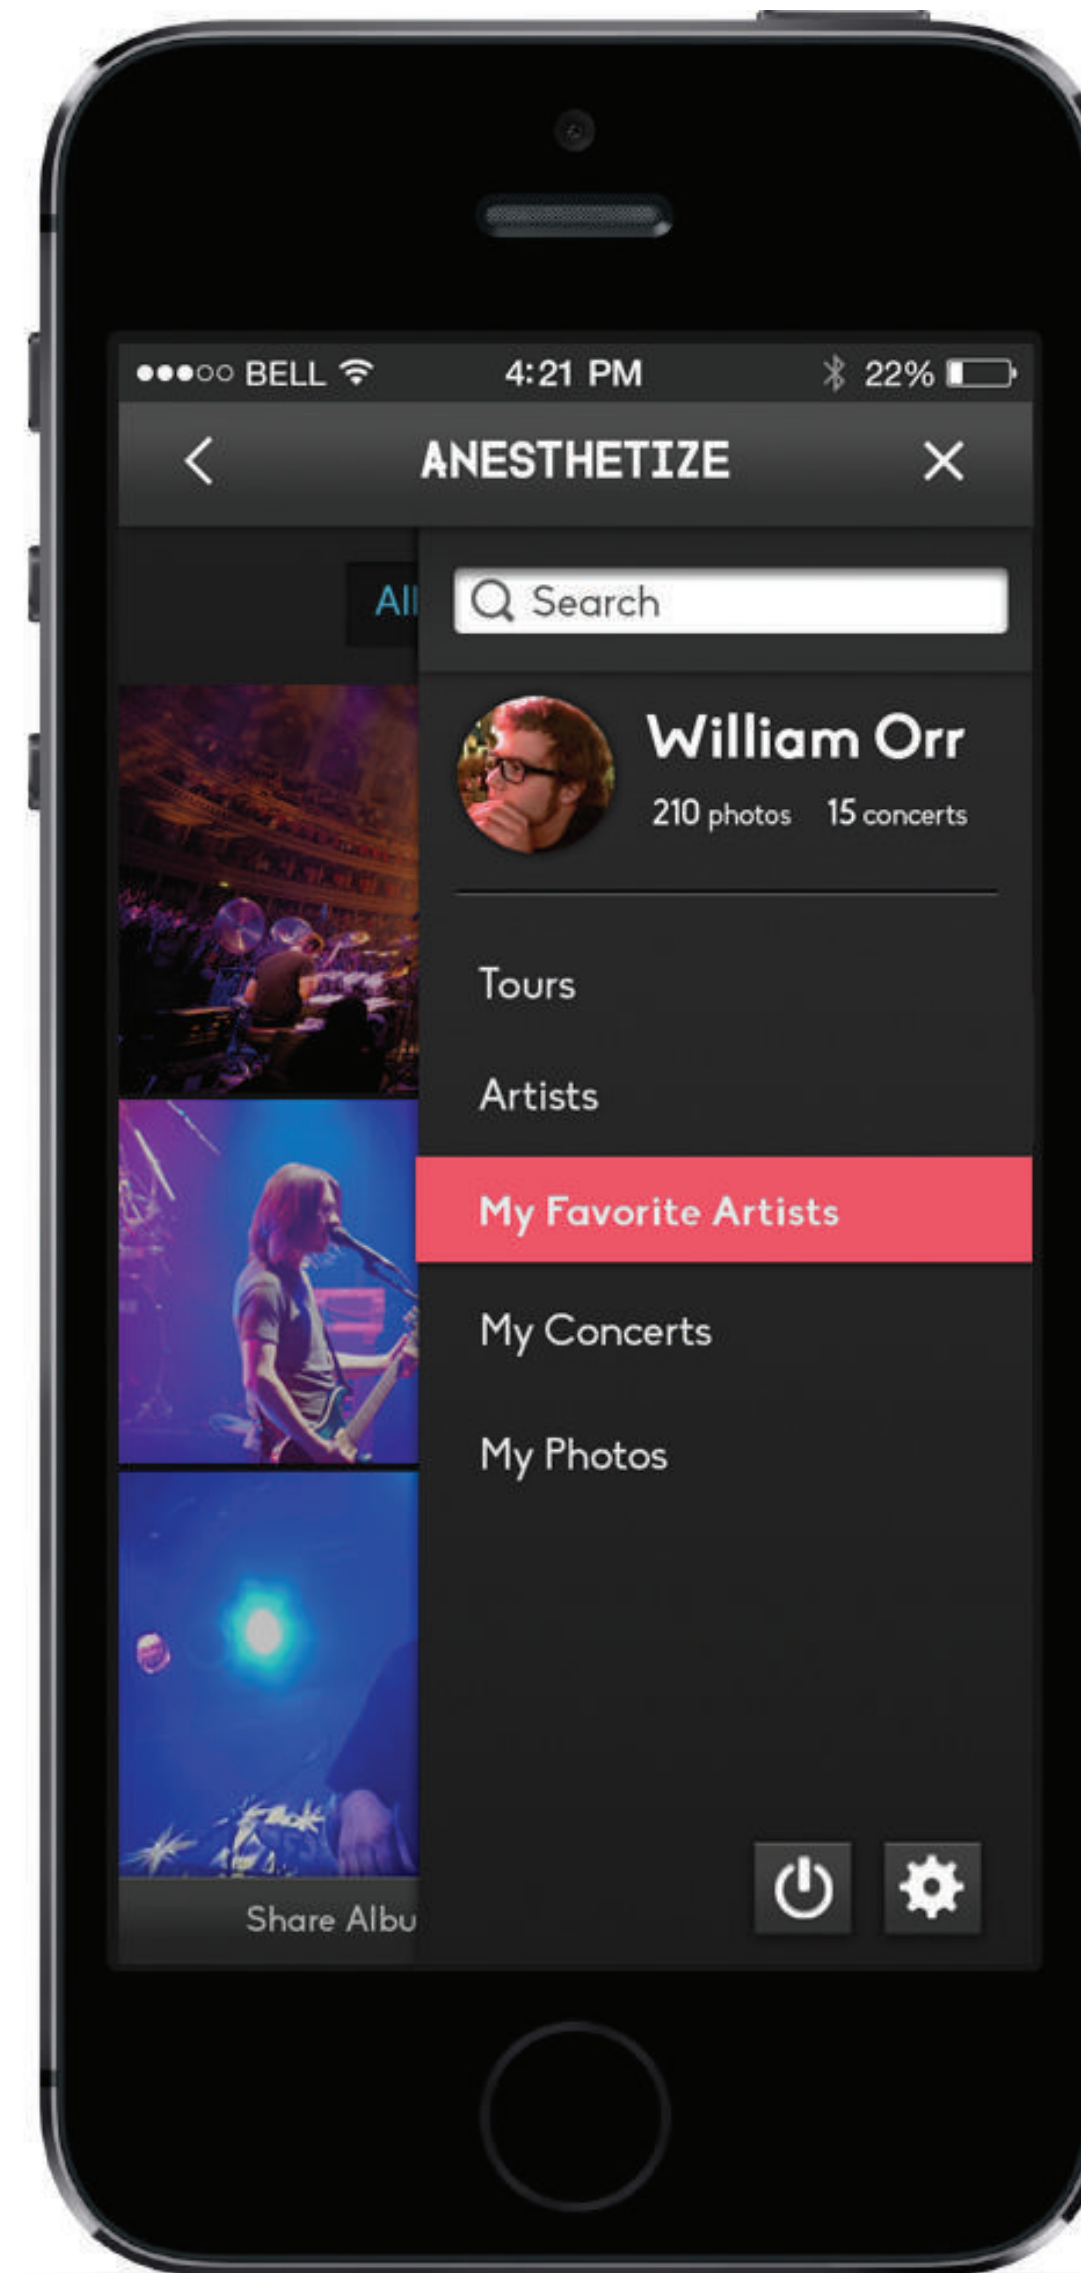 BELL 4:21 PM 22%
ANESTHETIZE
All
Search
William Orr
210 photos 15 concerts
Tours
Artists
My Favorite Artists
My Concerts
My Photos
Share Albu